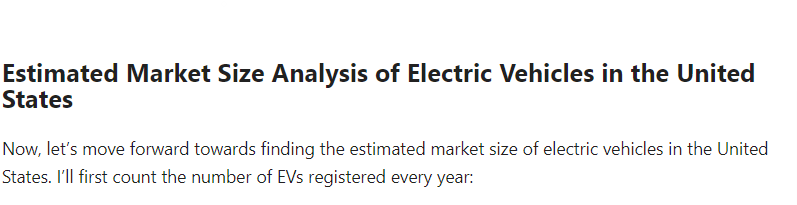 Estimated Market Size Analysis of Electric Vehicles in the United
States
Now, let’s move forward towards finding the estimated market size of electric vehicles in the United
States. I’ll first count the number of EVs registered every year: